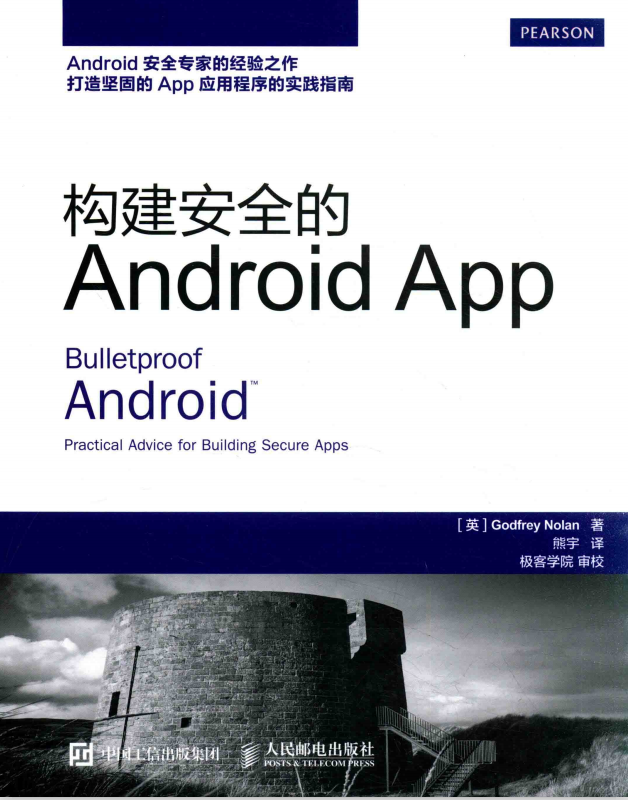 PEARSON
Android 安全专家的经验之作
打造坚固的 App 应用程序的实践指南
构建安全的
Android App
Bulletproof
Android™
Practical Advice for Building Secure Apps
[英] Godfrey Nolan 著
熊宇 译
极客学院 审校
中国工信出版集团
人民邮电出版社
POSTS & TELECOM PRESS